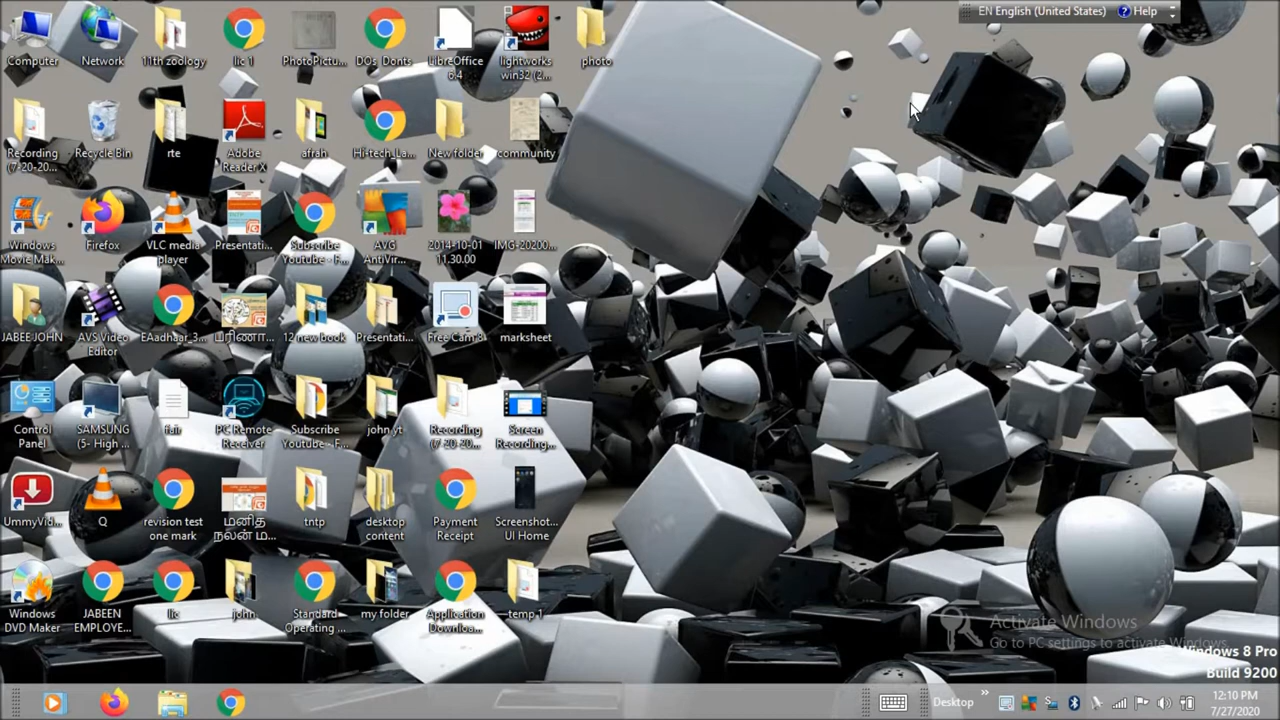 EN English (United States) Help
Computer
Network
11th zoology
lic 1
PhotoPictu...
DOs_Donts
LibreOffice
6.4
lightworks
win32 (2...
photo
Recording
(7-20-20...
Recycle Bin
rte
Adobe
Reader X
afrah
Hi-tech_La...
New folder
community
Windows
Movie Mak...
Firefox
VLC media
player
Presentati...
Subscribe
Youtube - F...
AVG
AntiVir...
2014-10-01
11.30.00
IMG-20200...
JABEE JOHN
AVS Video
Editor
EAadhaar_3...
12 new book
Presentati...
Free Cam 8
marksheet
Control
Panel
SAMSUNG
(5- High ...
fair
PC Remote
Receiver
Subscribe
Youtube - F...
john yt
Recording
(7-20-20...
Screen
Recording...
UmmyVid...
Q
revision test
one mark
மனித
நலன் ம...
tntp
desktop
content
Payment
Receipt
Screenshot...
UI Home
Windows
DVD Maker
JABEEN
EMPLOYE...
lic
john
Standard
Operating ...
my folder
Application
Downloa...
temp 1
Activate Windows
Go to PC settings to activate Windows.
Windows 8 Pro
Build 9200
Desktop
12:10 PM
7/27/2020